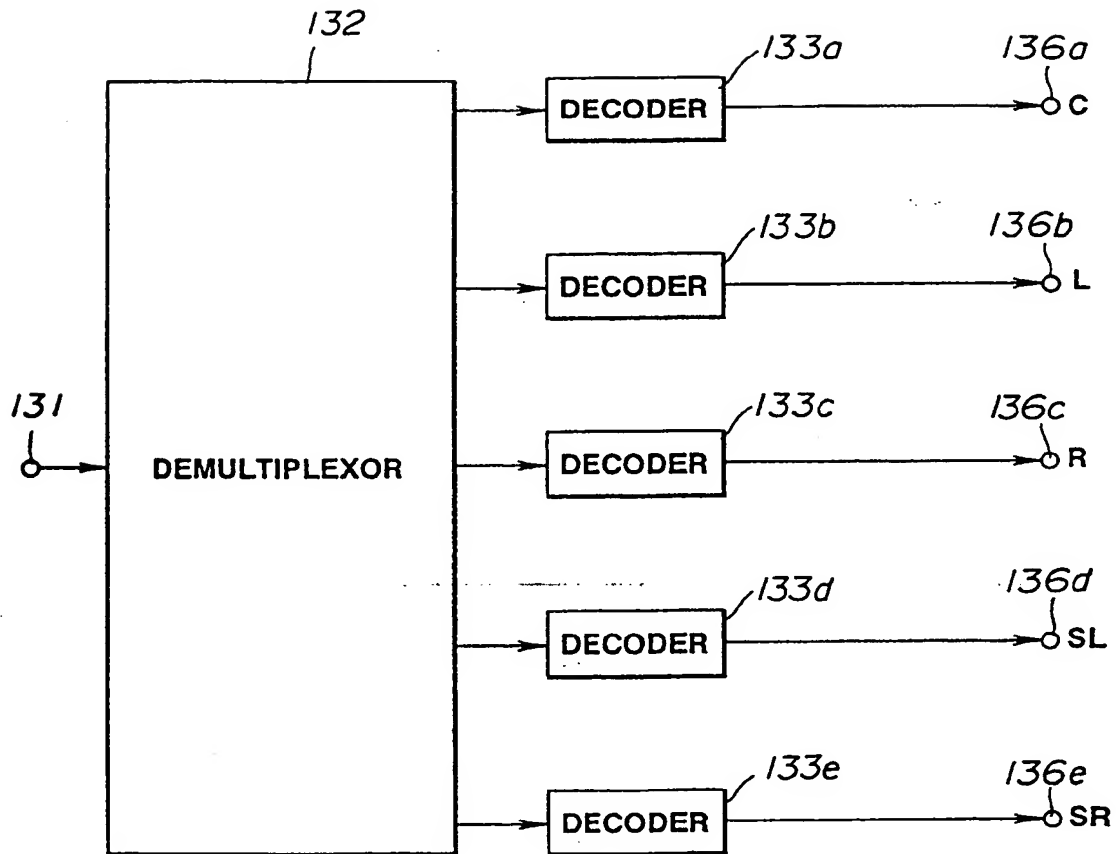 132
133a
136a
DECODER
C
133b
136b
DECODER
L
131
133c
136c
DEMULTIPLEXOR
DECODER
R
133d
136d
DECODER
SL
133e
136e
DECODER
SR